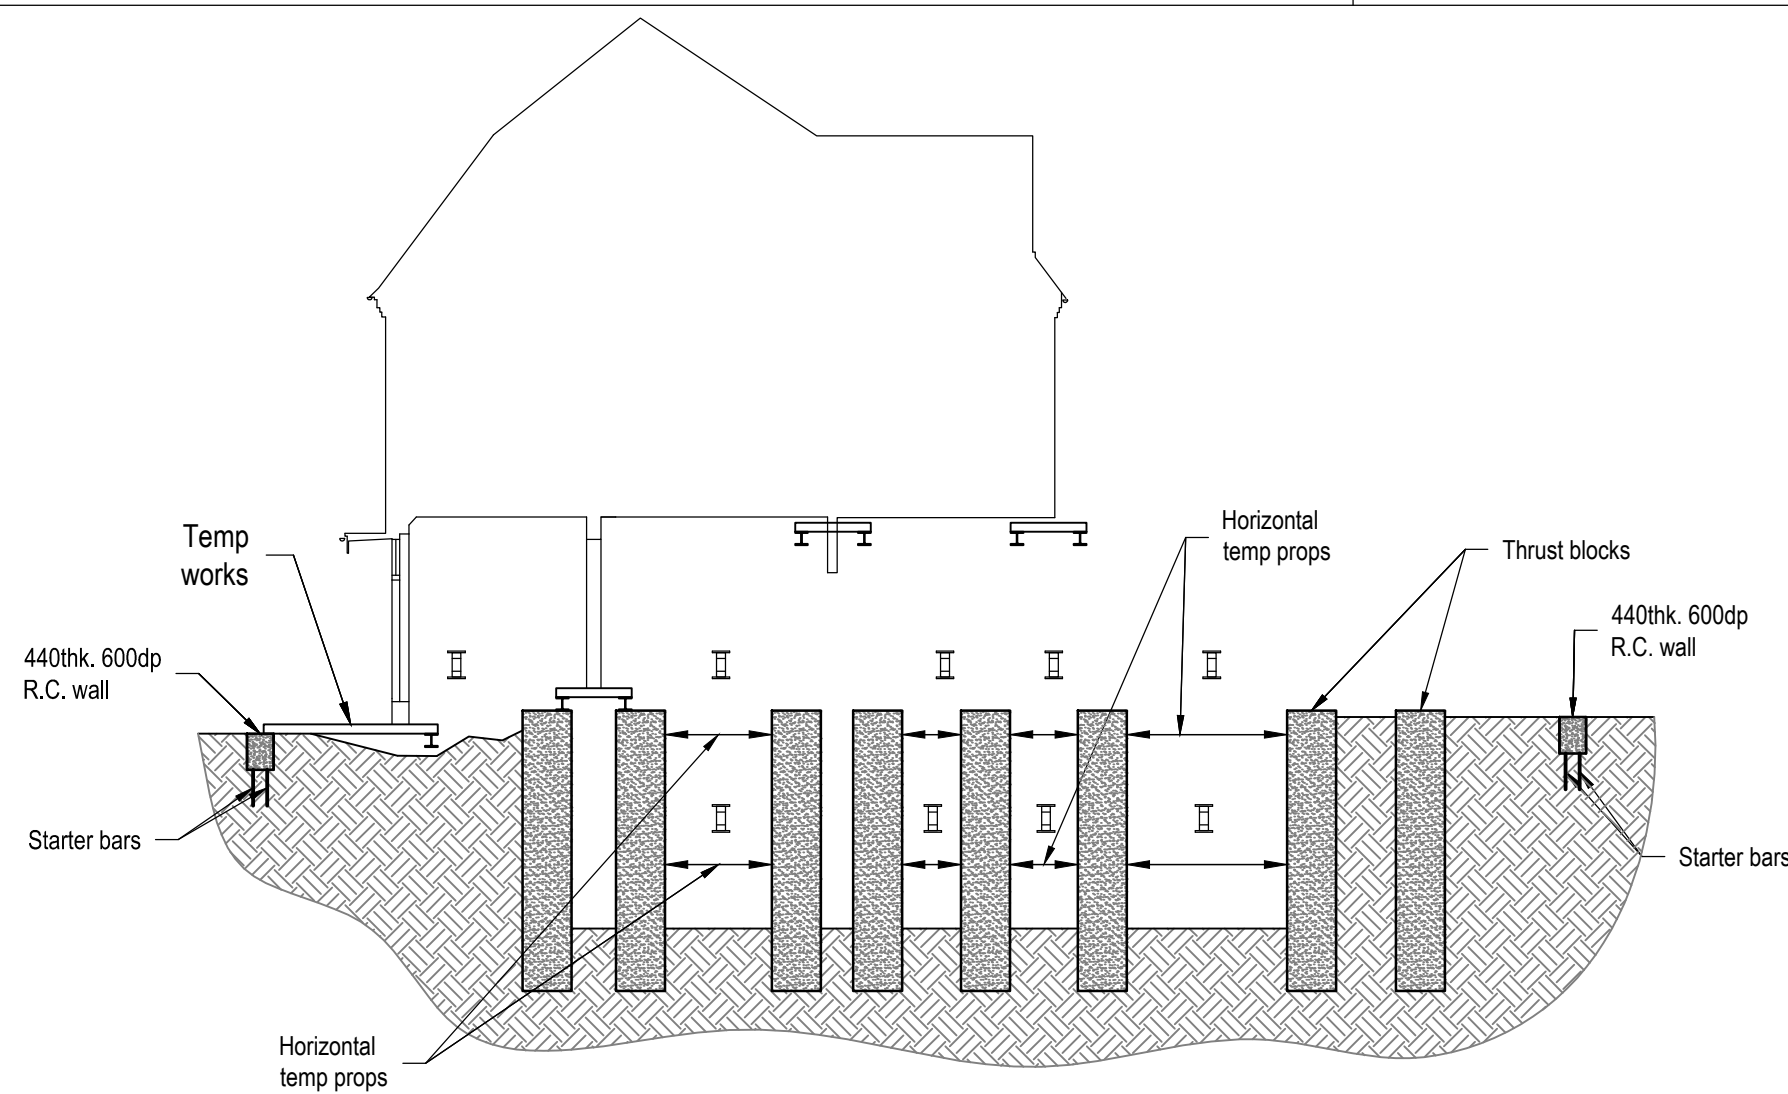 Temp
works
440thk. 600dp
R.C. wall
Starter bars
Horizontal
temp props
Horizontal
temp props
Thrust blocks
440thk. 600dp
R.C. wall
Starter bars